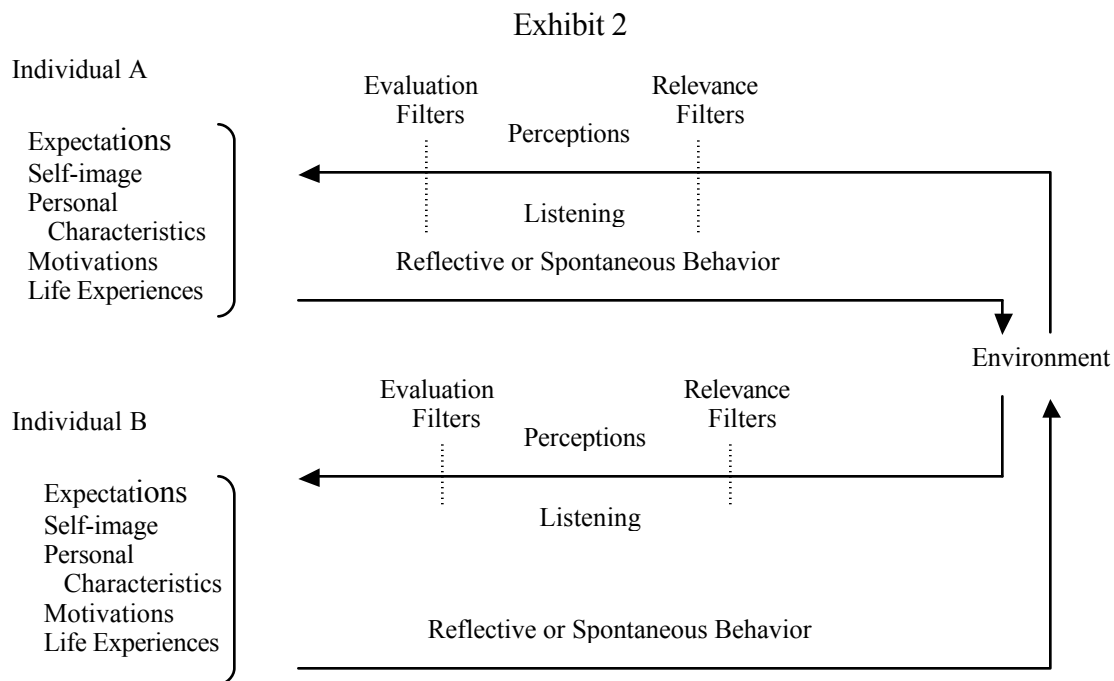 Exhibit 2
Individual A
Evaluation
Filters
Relevance
Filters
Perceptions
Expectations
Self-image
Personal
Characteristics
Motivations
Life Experiences
Listening
Reflective or Spontaneous Behavior
Environment
Individual B
Evaluation
Filters
Relevance
Filters
Perceptions
Expectations
Self-image
Personal
Characteristics
Motivations
Life Experiences
Listening
Reflective or Spontaneous Behavior